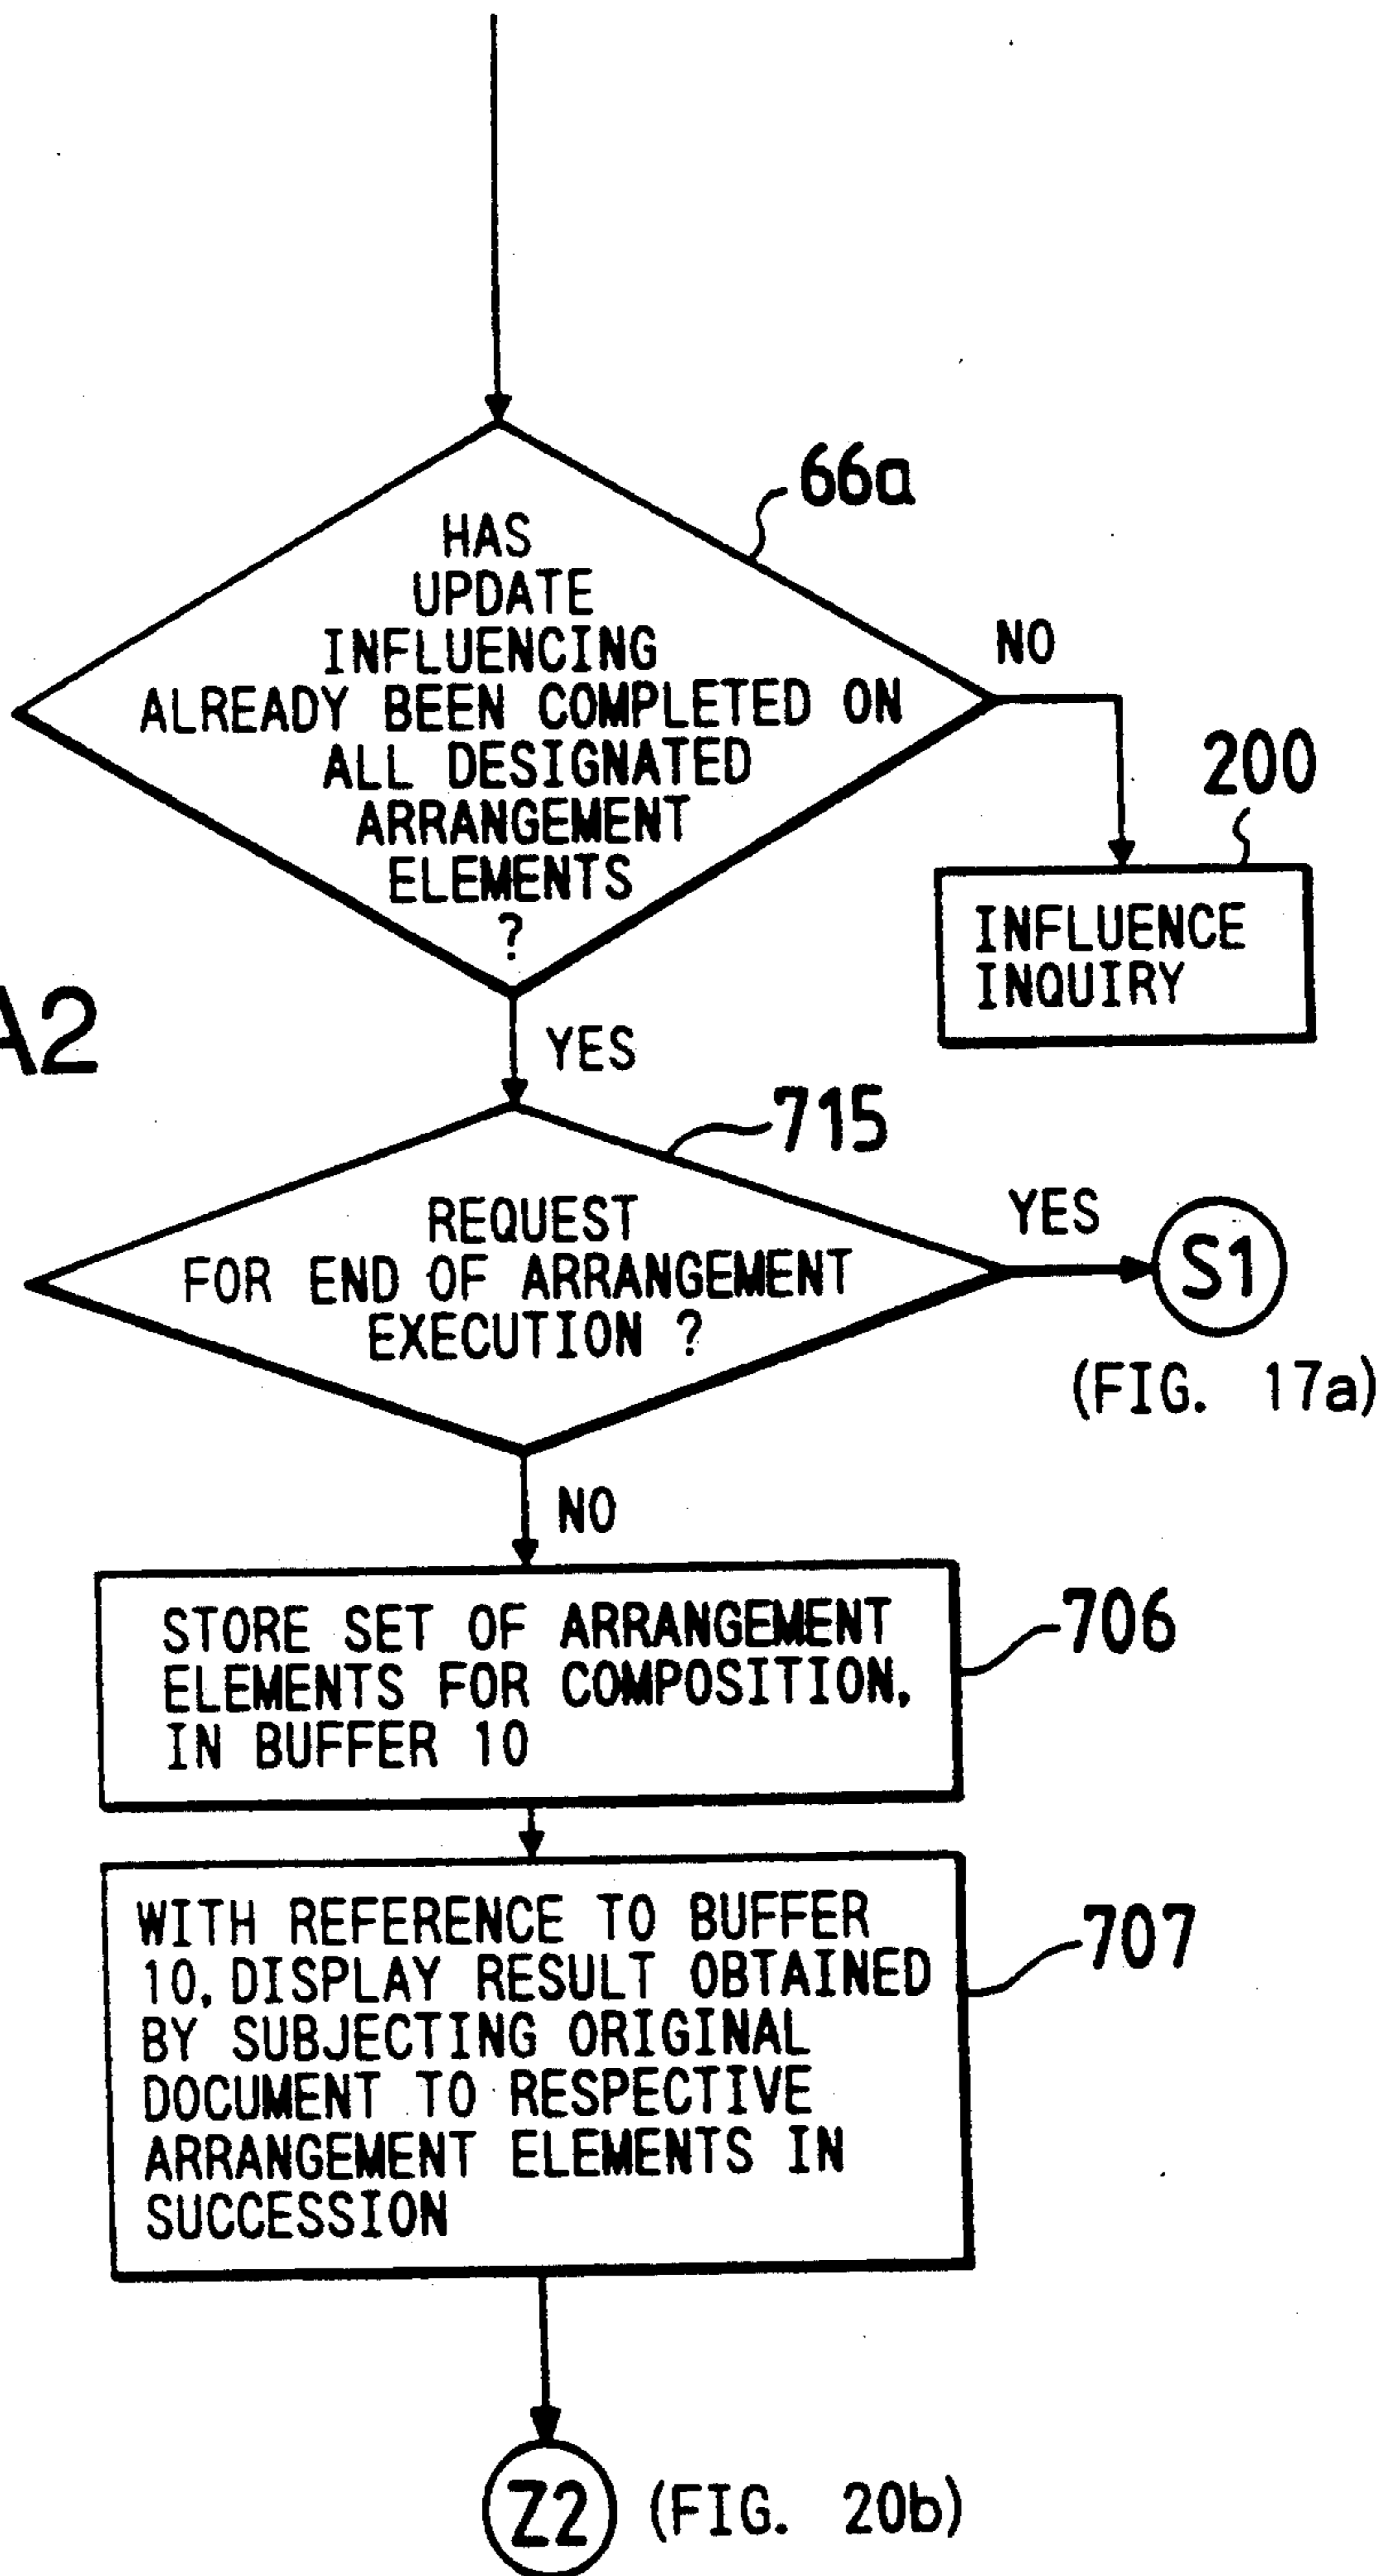 66a
HAS
UPDATE
INFLUENCING
ALREADY BEEN COMPLETED ON
ALL DESIGNATED
ARRANGEMENT
ELEMENTS
?
NO
200
INFLUENCE
INQUIRY
A2
YES
715
REQUEST
FOR END OF ARRANGEMENT
EXECUTION ?
YES
S1
(FIG. 17a)
NO
706
STORE SET OF ARRANGEMENT
ELEMENTS FOR COMPOSITION,
IN BUFFER 10
707
WITH REFERENCE TO BUFFER
10, DISPLAY RESULT OBTAINED
BY SUBJECTING ORIGINAL
DOCUMENT TO RESPECTIVE
ARRANGEMENT ELEMENTS IN
SUCCESSION
Z2 (FIG. 20b)